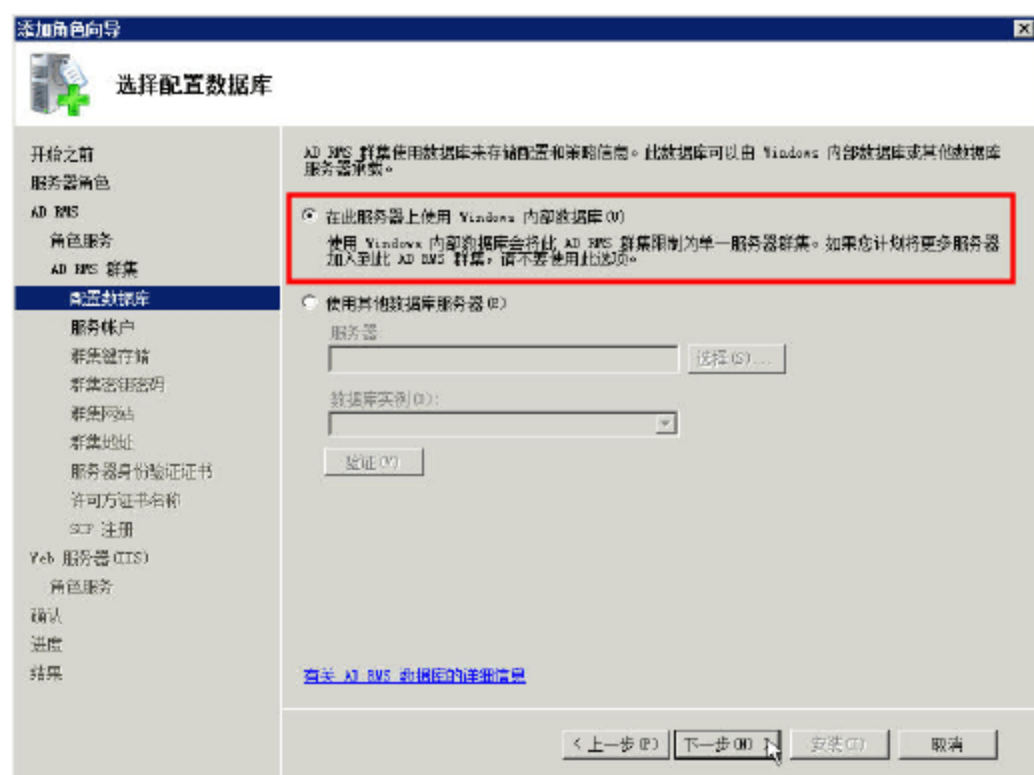 添加角色向导
选择配置数据库
开始之前
服务器角色
AD RMS
角色服务
AD RMS 群集
配置数据库
服务帐户
群集键存储
群集密钥密码
群集网站
群集地址
服务器身份验证证书
许可方证书名称
SCP 注册
Web 服务器(IIS)
角色服务
确认
进度
结果
AD RMS 群集使用数据库来存储配置和策略信息。此数据库可以由 Windows 内部数据库或其他数据库
服务器承载。
在此服务器上使用 Windows 内部数据库(W)
使用 Windows 内部数据库会将此 AD RMS 群集限制为单一服务器群集。如果您计划将更多服务器
加入到此 AD RMS 群集，请不要使用此选项。
使用其他数据库服务器(E)
服务器
选择(S)...
数据库实例(D):
验证(V)
有关 AD RMS 数据库的详细信息
< 上一步(P)
下一步(N) >
安装(I)
取消